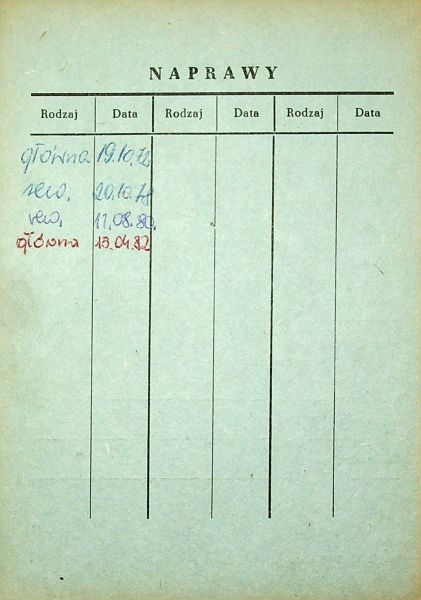 NAPRAWY
Rodzaj Data Rodzaj Data Rodzaj Data
główna 19.10.72
rew. 20.10.78
rew. 11.08.80.
główna 15.04.82